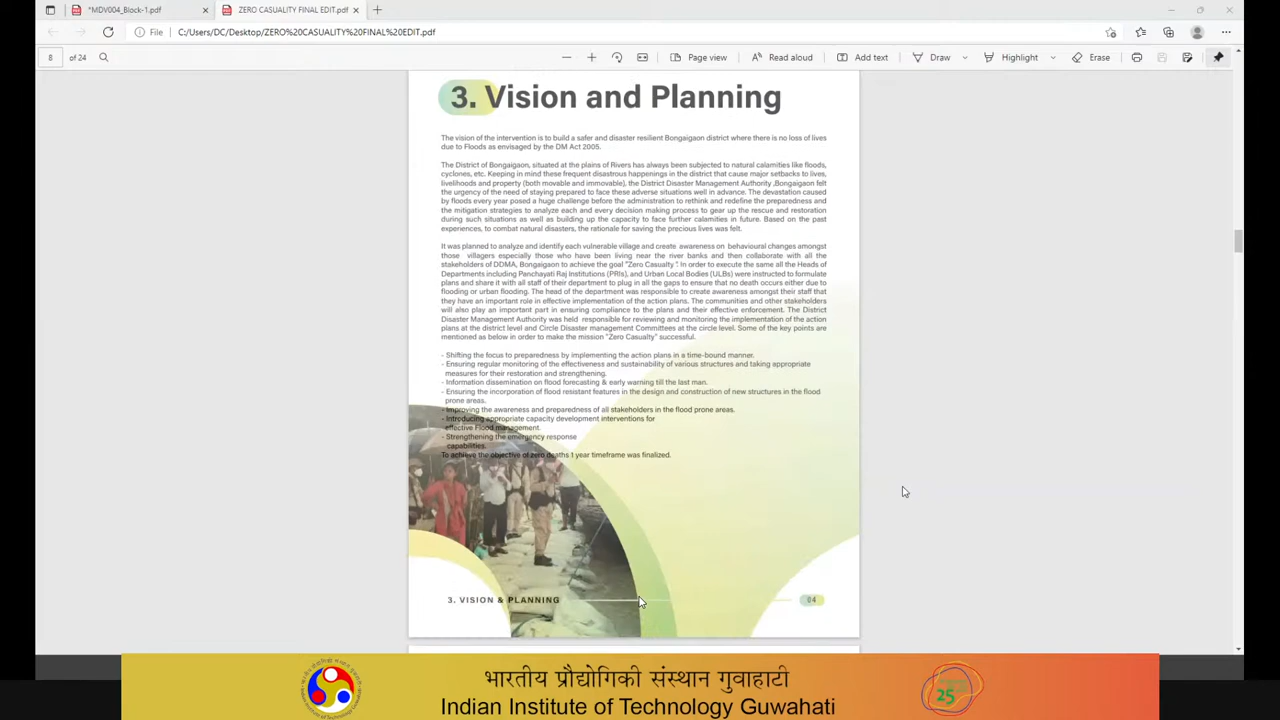 *MDV004_Block-1.pdf
ZERO CASUALITY FINAL EDIT.pdf
File
C:/Users/DC/Desktop/ZERO%20CASUALITY%20FINAL%20EDIT.pdf
8 of 24
Page view
Read aloud
Add text
Draw
Highlight
Erase
3. Vision and Planning
The vision of the intervention is to build a safer and disaster resilient Bongaigaon district where there is no loss of lives
due to Floods as envisaged by the DM Act 2005.
The District of Bongaigaon, situated at the plains of Rivers has always been subjected to natural calamities like floods,
cyclones, etc. Keeping in mind these frequent disastrous happenings in the district that cause major setbacks to lives,
livelihoods and property (both movable and immovable), the District Disaster Management Authority ,Bongaigaon felt
the urgency of the need of staying prepared to face these adverse situations well in advance. The devastation caused
by floods every year posed a huge challenge before the administration to rethink and redefine the preparedness and
the mitigation strategies to analyze each and every decision making process to gear up the rescue and restoration
during such situations as well as building up the capacity to face further calamities in future. Based on the past
experiences, to combat natural disasters, the rationale for saving the precious lives was felt.
It was planned to analyze and identify each vulnerable village and create awareness on behavioural changes amongst
those villagers especially those who have been living near the river banks and then collaborate with all the
stakeholders of DDMA, Bongaigaon to achieve the goal "Zero Casualty". In order to execute the same all the Heads of
Departments including Panchayati Raj Institutions (PRIs), and Urban Local Bodies (ULBs) were instructed to formulate
plans and share it with all staff of their department to plug in all the gaps to ensure that no death occurs either due to
flooding or urban flooding. The head of the department was responsible to create awareness amongst their staff that
they have an important role in effective implementation of the action plans. The communities and other stakeholders
will also play an important part in ensuring compliance to the plans and their effective enforcement. The District
Disaster Management Authority was held responsible for reviewing and monitoring the implementation of the action
plans at the district level and Circle Disaster management Committees at the circle level. Some of the key points are
mentioned as below in order to make the mission "Zero Casualty" successful.
- Shifting the focus to preparedness by implementing the action plans in a time-bound manner.
- Ensuring regular monitoring of the effectiveness and sustainability of various structures and taking appropriate
measures for their restoration and strengthening.
- Information dissemination on flood forecasting & early warning till the last man.
- Ensuring the incorporation of flood resistant features in the design and construction of new structures in the flood
prone areas.
- Improving the awareness and preparedness of all stakeholders in the flood prone areas.
- Introducing appropriate capacity development interventions for
effective Flood management.
- Strengthening the emergency response
capabilities.
To achieve the objective of zero deaths 1 year timeframe was finalized.
3. VISION & PLANNING
04
भारतीय प्रौद्योगिकी संस्थान गुवाहाटी
Indian Institute of Technology Guwahati
25